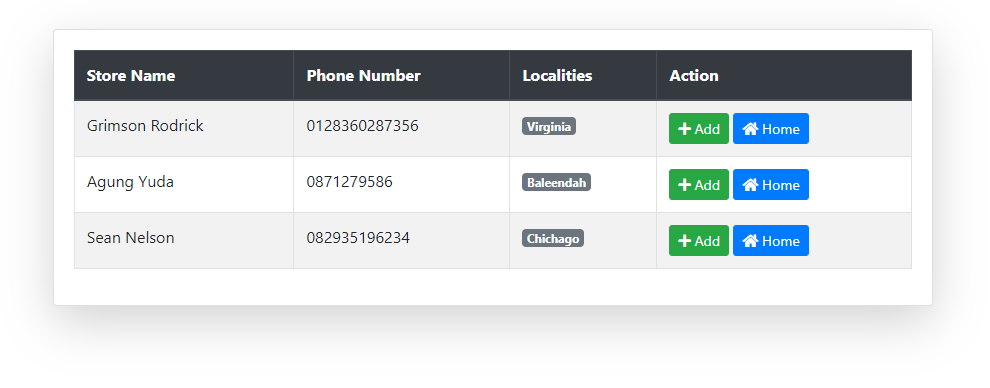 Store Name Phone Number Localities Action
Grimson Rodrick 0128360287356 Virginia Add Home
Agung Yuda 0871279586 Baleendah Add Home
Sean Nelson 082935196234 Chichago Add Home